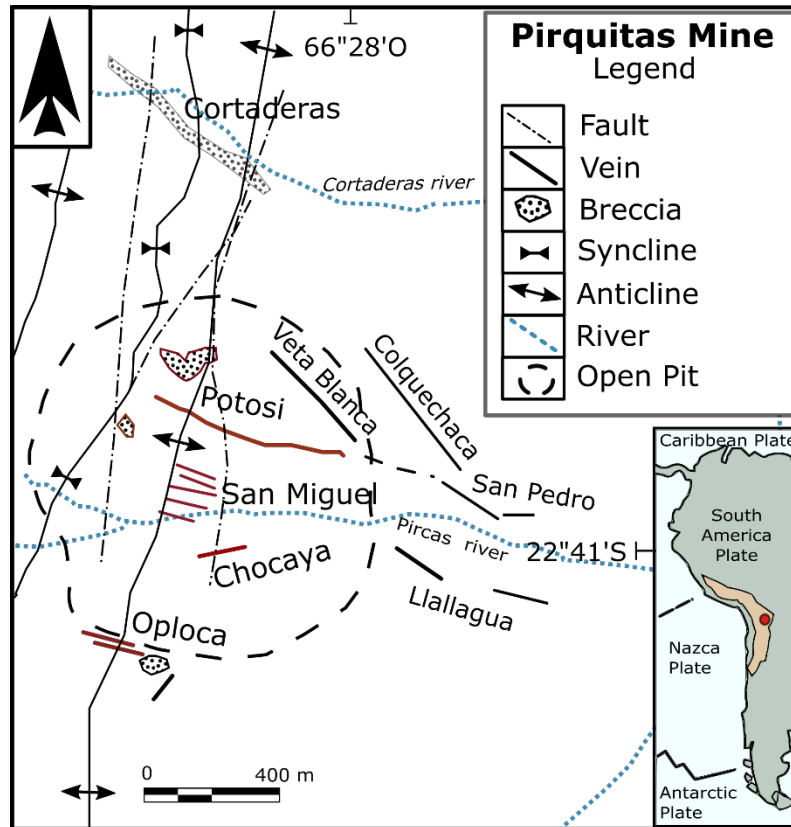 66"28'O
Cortaderas
Cortaderas river
Veta Blanca
Colquechaca
Potosi
San Miguel
San Pedro
Pircas river
22"41'S
Chocaya
Llallagua
Oploca
0 400 m
Pirquitas Mine
Legend
Fault
Vein
Breccia
Syncline
Anticline
River
Open Pit
Caribbean Plate
South
America
Plate
Nazca
Plate
Antarctic
Plate